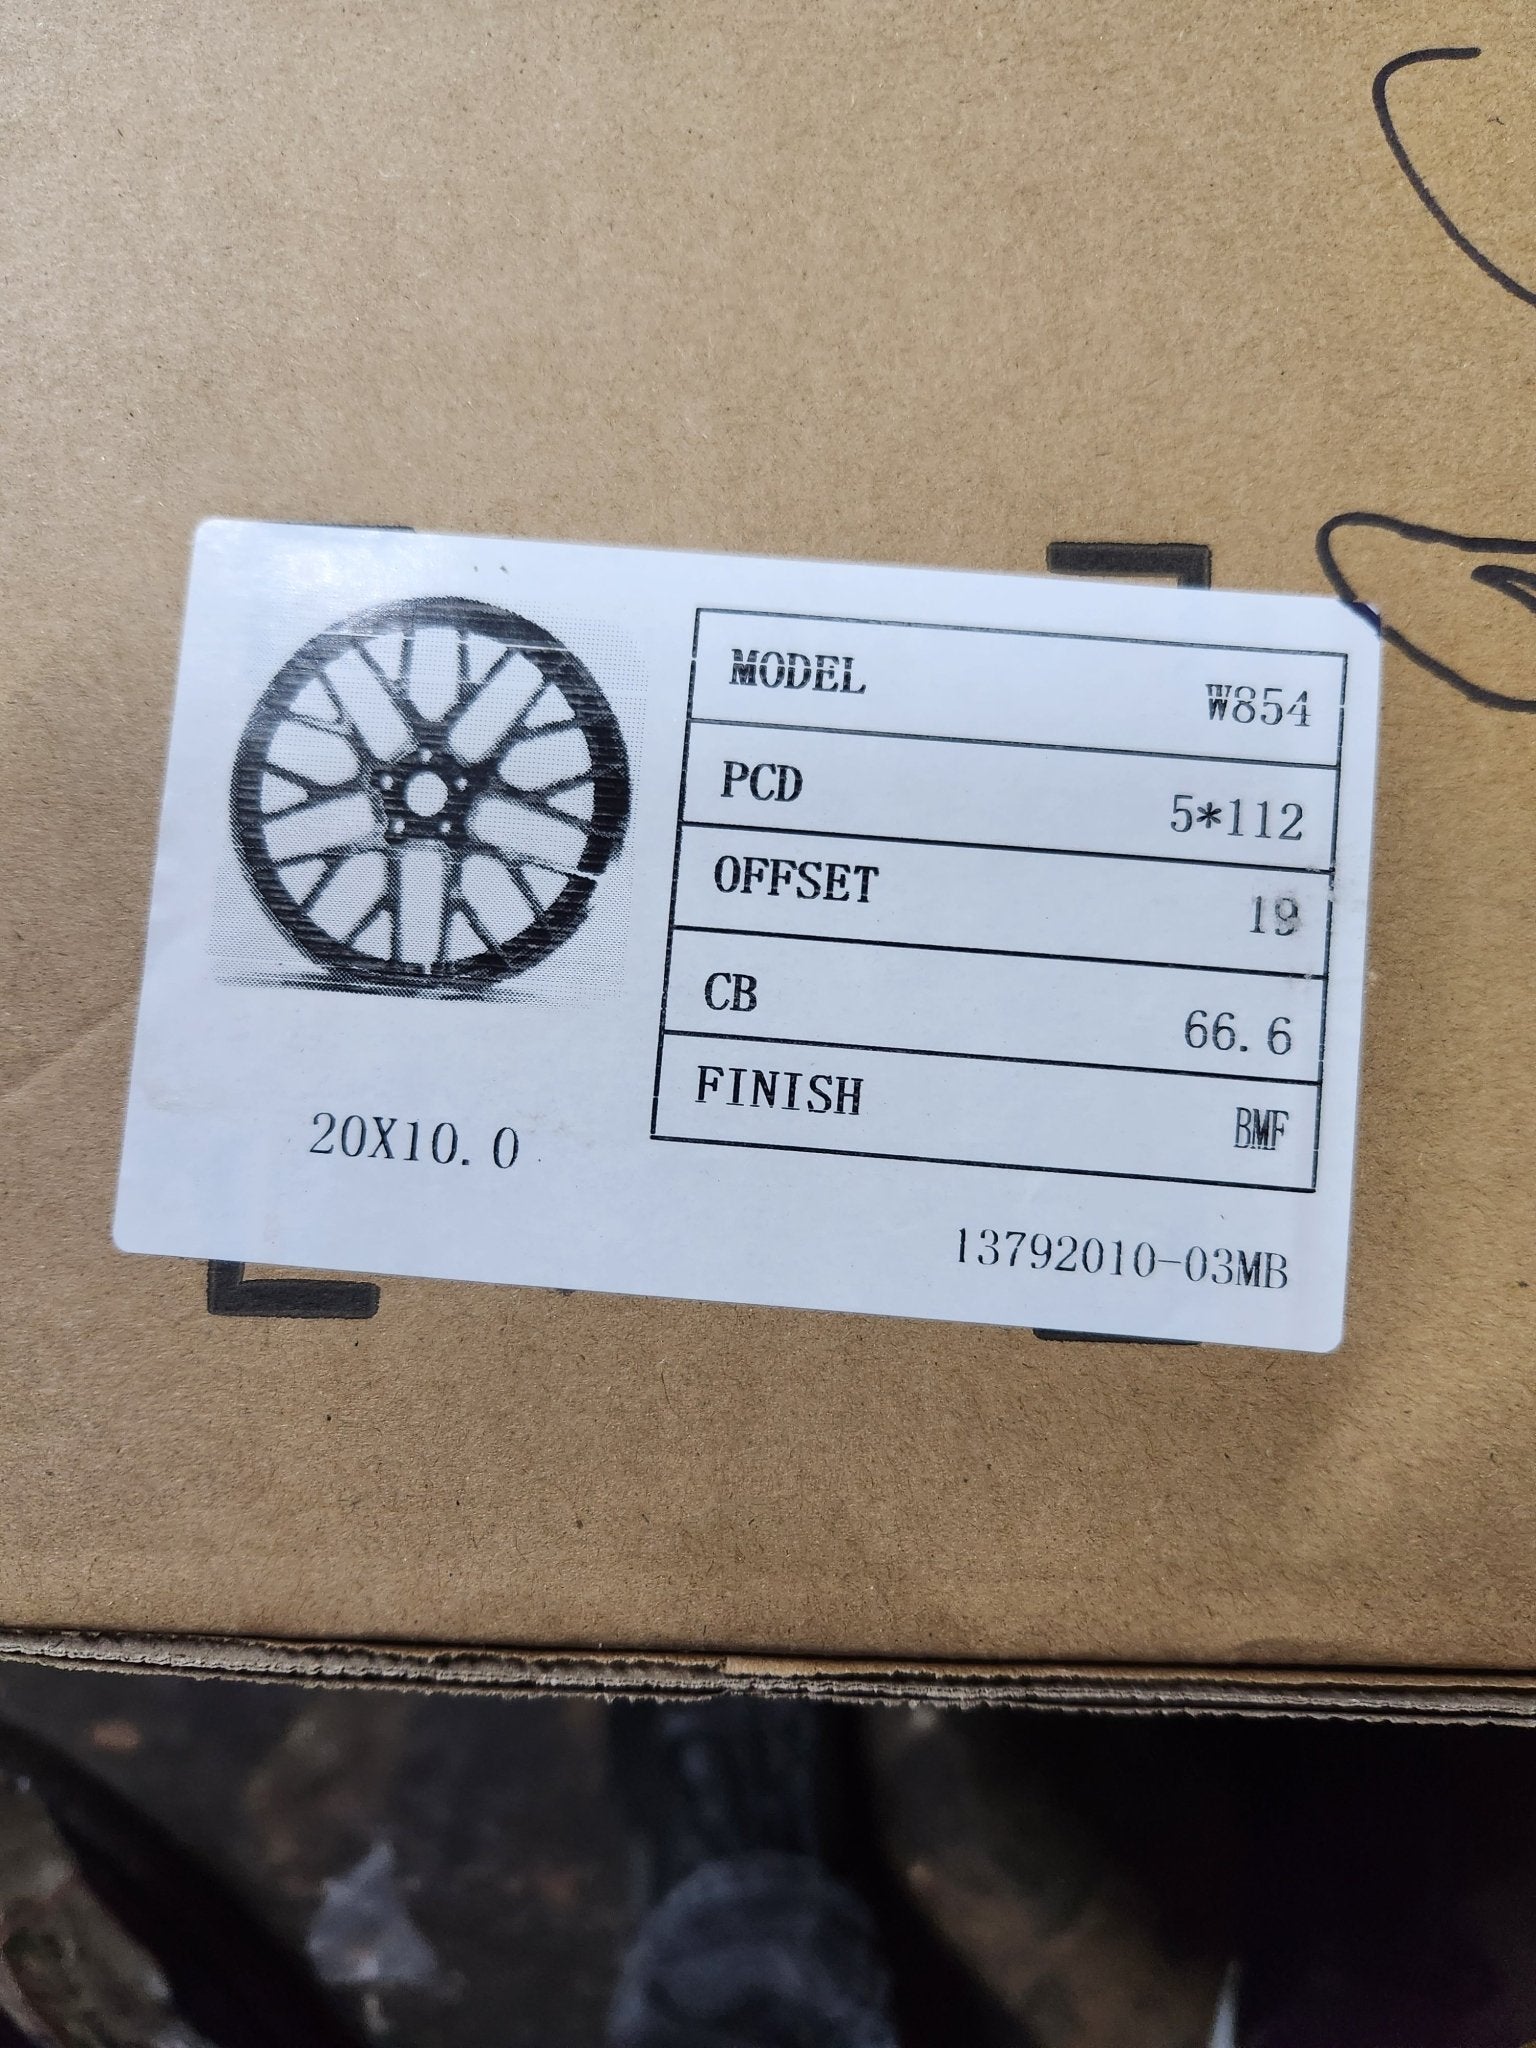 MODEL W854
PCD 5*112
OFFSET 19
CB 66.6
FINISH BMF
20X10.0
13792010-03MB